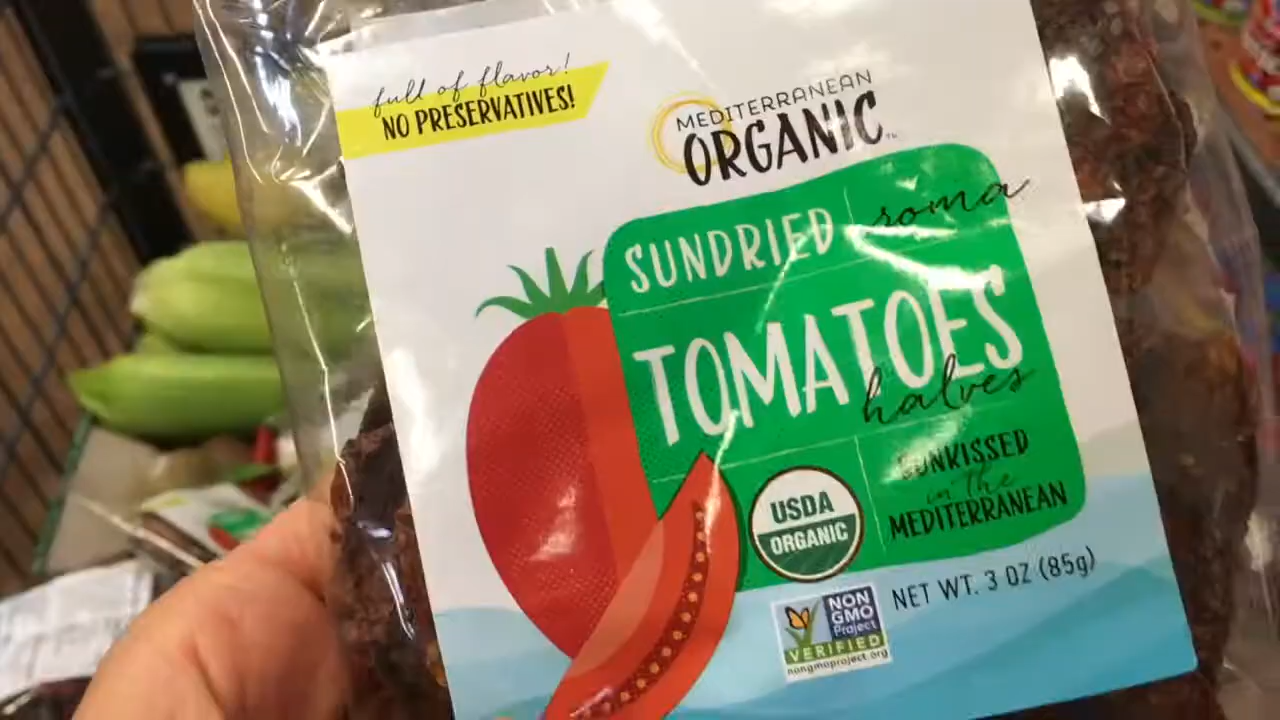 full of flavor!
NO PRESERVATIVES!
MEDITERRANEAN
ORGANIC™
SUNDRIED roma
TOMATOES
halves
SUNKISSED
in the
MEDITERRANEAN
USDA
ORGANIC
NON
GMO
Project
VERIFIED
nongmoproject.org
NET WT. 3 OZ (85g)